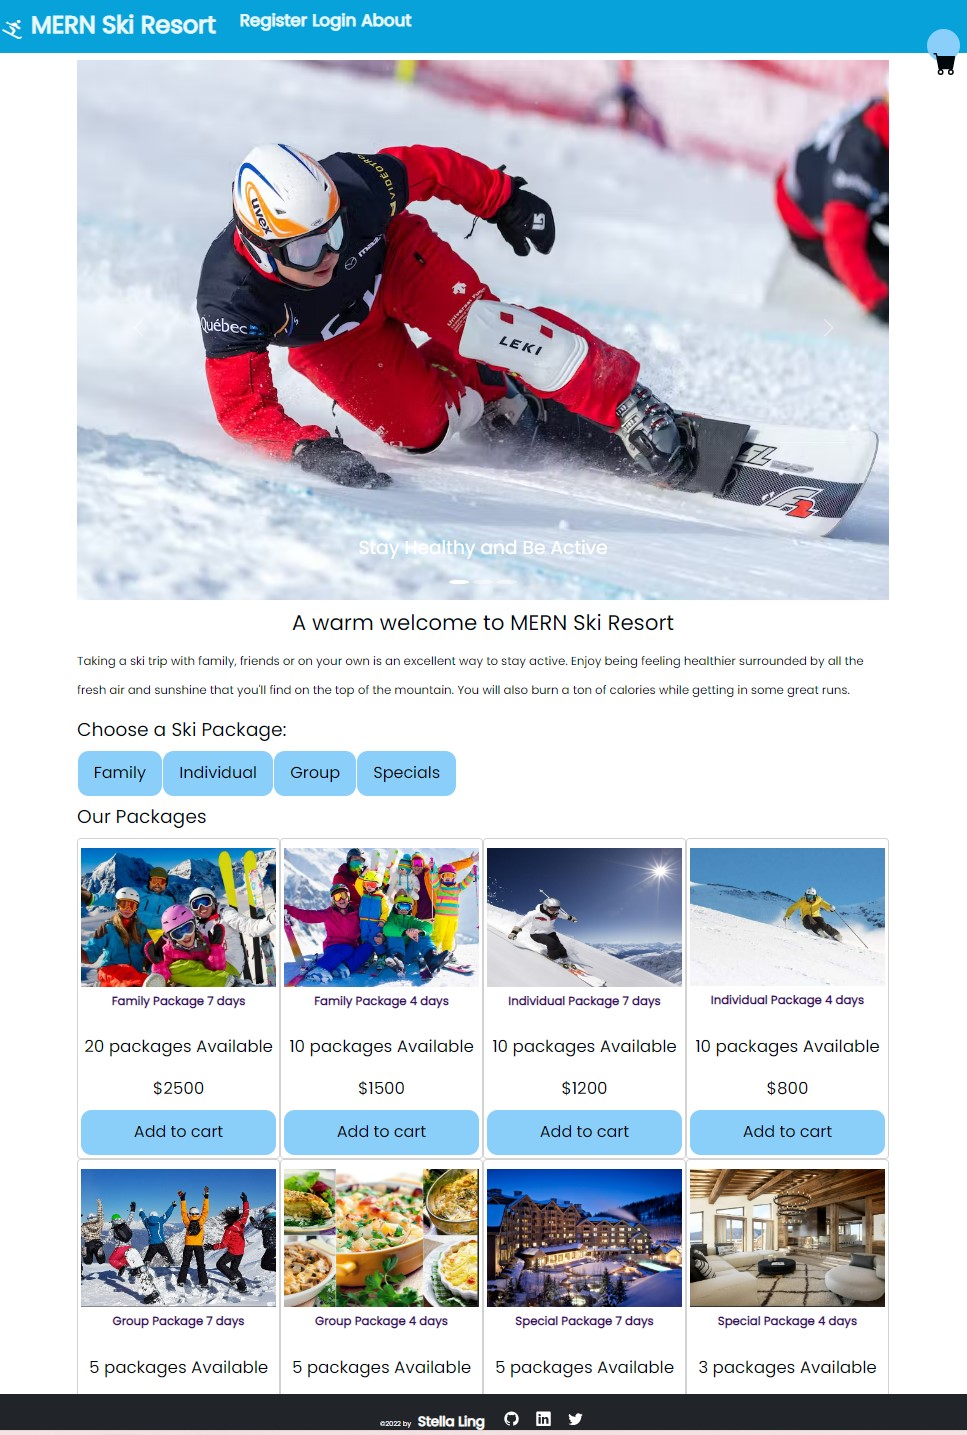 MERN Ski Resort Register Login About
VIDÉOTRO
uvex
maz
Québec
LEKI
Stay Healthy and Be Active
A warm welcome to MERN Ski Resort
Taking a ski trip with family, friends or on your own is an excellent way to stay active. Enjoy being feeling healthier surrounded by all the
fresh air and sunshine that you'll find on the top of the mountain. You will also burn a ton of calories while getting in some great runs.
Choose a Ski Package:
Family Individual Group Specials
Our Packages
Family Package 7 days Family Package 4 days Individual Package 7 days Individual Package 4 days
20 packages Available 10 packages Available 10 packages Available 10 packages Available
$2500 $1500 $1200 $800
Add to cart Add to cart Add to cart Add to cart
Group Package 7 days Group Package 4 days Special Package 7 days Special Package 4 days
5 packages Available 5 packages Available 5 packages Available 3 packages Available
©2022 by Stella Ling